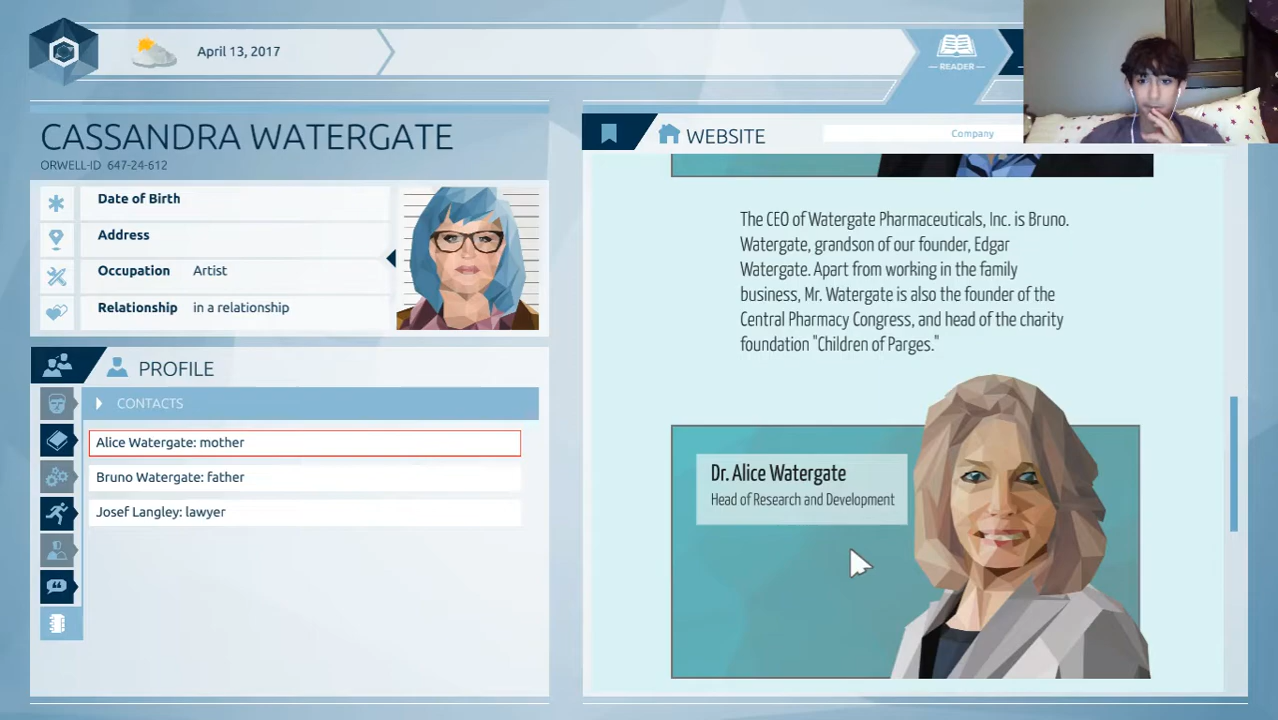 April 13, 2017
READER
CASSANDRA WATERGATE
ORWELL-ID 647-24-612
Date of Birth
Address
Occupation Artist
Relationship in a relationship
PROFILE
CONTACTS
Alice Watergate: mother
Bruno Watergate: father
Josef Langley: lawyer
WEBSITE
Company
The CEO of Watergate Pharmaceuticals, Inc. is Bruno.
Watergate, grandson of our founder, Edgar
Watergate. Apart from working in the family
business, Mr. Watergate is also the founder of the
Central Pharmacy Congress, and head of the charity
foundation "Children of Parges."
Dr. Alice Watergate
Head of Research and Development